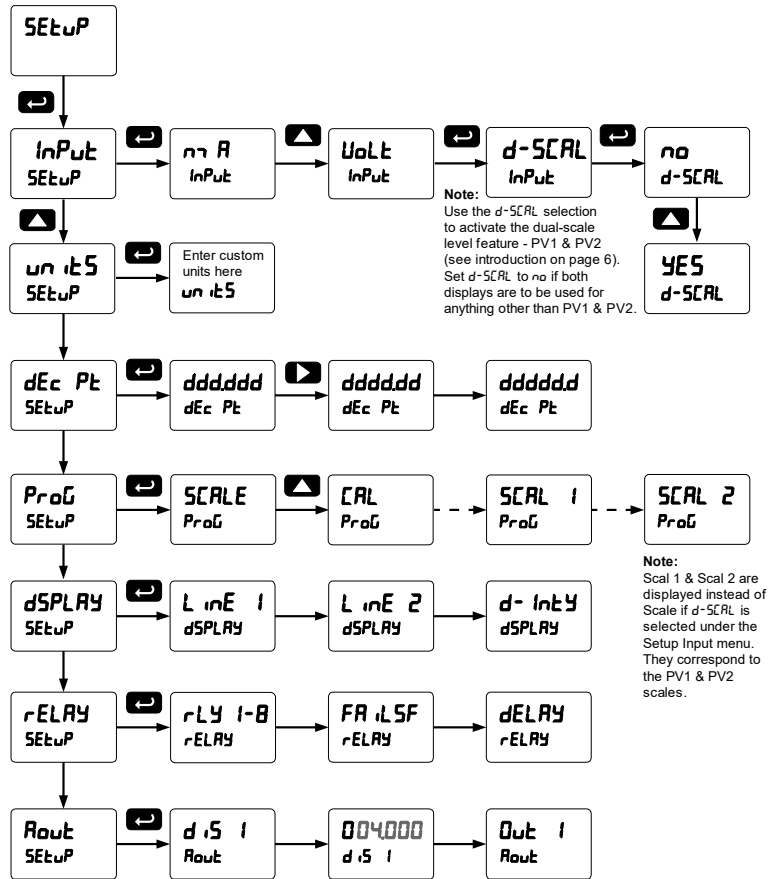 SEtuP
InPut
SEtuP
mA
InPut
VoLt
InPut
d-SCAL
InPut
no
d-SCAL
Note:
Use the d-SCAL selection
to activate the dual-scale
level feature - PV1 & PV2
(see introduction on page 6).
Set d-SCAL to no if both
displays are to be used for
anything other than PV1 & PV2.
YES
d-SCAL
units
SEtuP
Enter custom
units here
units
dEc Pt
SEtuP
ddd.ddd
dEc Pt
dddd.dd
dEc Pt
ddddd.d
dEc Pt
ProG
SEtuP
SCALE
ProG
CAL
ProG
SCAL 1
ProG
SCAL 2
ProG
Note:
Scal 1 & Scal 2 are
displayed instead of
Scale if d-SCAL is
selected under the
Setup Input menu.
They correspond to
the PV1 & PV2
scales.
dSPLAY
SEtuP
LinE 1
dSPLAY
LinE 2
dSPLAY
d-IntY
dSPLAY
rELAY
SEtuP
rLY 1-8
rELAY
FAiLSF
rELAY
dELAY
rELAY
Aout
SEtuP
diS 1
Aout
004.000
diS 1
Out 1
Aout